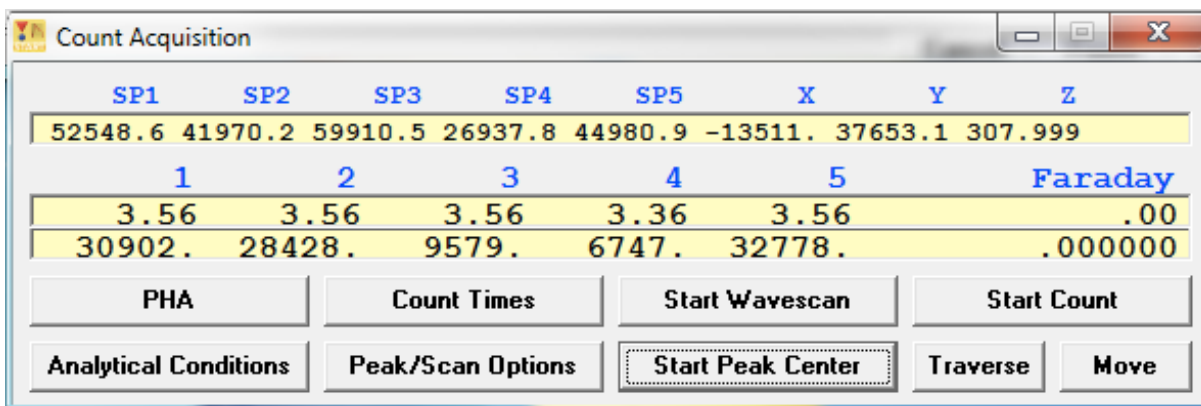 Count Acquisition
SP1 SP2 SP3 SP4 SP5 X Y Z
52548.6 41970.2 59910.5 26937.8 44980.9 -13511. 37653.1 307.999
1 2 3 4 5 Faraday
3.56 3.56 3.56 3.36 3.56 .00
30902. 28428. 9579. 6747. 32778. .000000
PHA Count Times Start Wavescan Start Count
Analytical Conditions Peak/Scan Options Start Peak Center Traverse Move